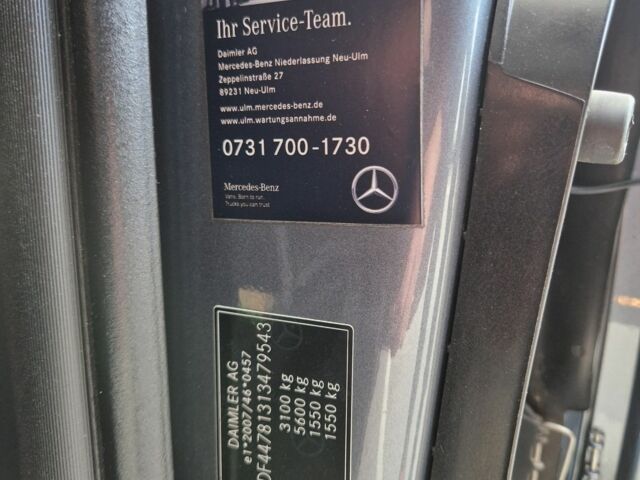 Ihr Service-Team.
Daimler AG
Mercedes-Benz Niederlassung Neu-Ulm
Zeppelinstraße 27
89231 Neu-Ulm
www.ulm.mercedes-benz.de
www.ulm.wartungsannahme.de
0731 700-1730
Mercedes-Benz
Vans. Born to run.
Trucks you can trust
DAIMLER AG
e1*2007/46*0457
DF44781313479543
3100 kg
5600 kg
1550 kg
1550 kg